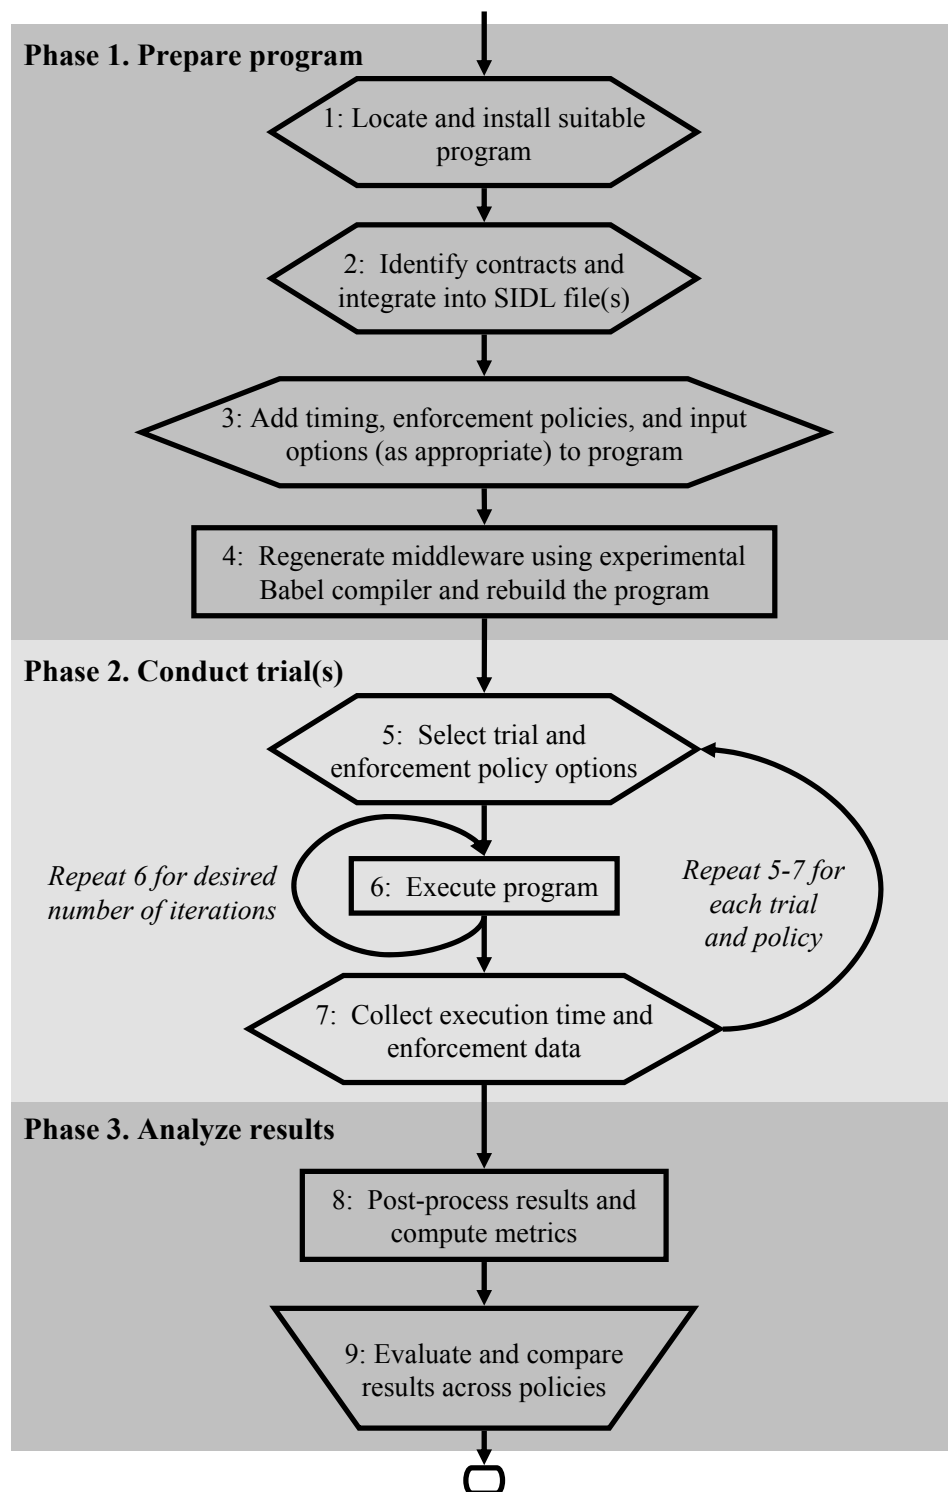 Phase 1. Prepare program
1: Locate and install suitable
program
2: Identify contracts and
integrate into SIDL file(s)
3: Add timing, enforcement policies, and input
options (as appropriate) to program
4: Regenerate middleware using experimental
Babel compiler and rebuild the program
Phase 2. Conduct trial(s)
5: Select trial and
enforcement policy options
Repeat 6 for desired
number of iterations
6: Execute program
Repeat 5-7 for
each trial
and policy
7: Collect execution time and
enforcement data
Phase 3. Analyze results
8: Post-process results and
compute metrics
9: Evaluate and compare
results across policies